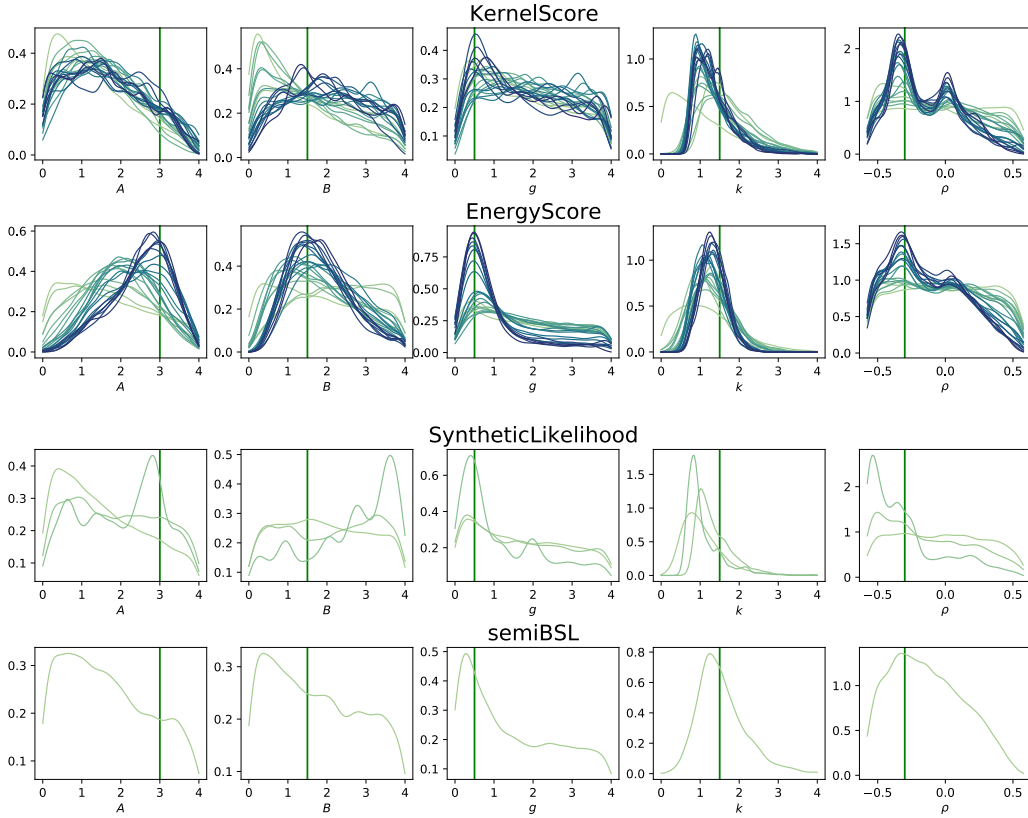 KernelScore
0.0 0.2 0.4
0 1 2 3 4
A
0.0 0.2 0.4
0 1 2 3 4
B
0.1 0.2 0.3 0.4
0 1 2 3 4
g
0.0 0.5 1.0
0 1 2 3 4
k
0 1 2
−0.5 0.0 0.5
ρ
EnergyScore
0.0 0.2 0.4 0.6
0 1 2 3 4
A
0.0 0.2 0.4
0 1 2 3 4
B
0.00 0.25 0.50 0.75
0 1 2 3 4
g
0.0 0.5 1.0
0 1 2 3 4
k
0.0 0.5 1.0 1.5
−0.5 0.0 0.5
ρ
SyntheticLikelihood
0.1 0.2 0.3 0.4
0 1 2 3 4
A
0.1 0.2 0.3 0.4 0.5
0 1 2 3 4
B
0.2 0.4 0.6
0 1 2 3 4
g
0.0 0.5 1.0 1.5
0 1 2 3 4
k
0 1 2
−0.5 0.0 0.5
ρ
semiBSL
0.1 0.2 0.3
0 1 2 3 4
A
0.1 0.2 0.3
0 1 2 3 4
B
0.1 0.2 0.3 0.4 0.5
0 1 2 3 4
g
0.0 0.2 0.4 0.6 0.8
0 1 2 3 4
k
0.0 0.5 1.0
−0.5 0.0 0.5
ρ